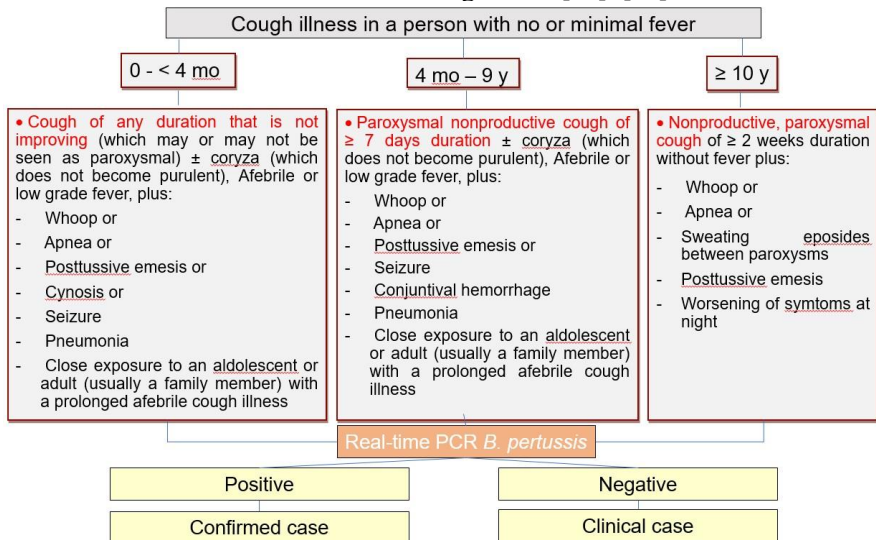 Cough illness in a person with no or minimal fever
0 - < 4 mo
4 mo – 9 y
≥ 10 y
• Cough of any duration that is not
improving (which may or may not be
seen as paroxysmal) ± coryza (which
does not become purulent), Afebrile or
low grade fever, plus:
- Whoop or
- Apnea or
- Posttussive emesis or
- Cynosis or
- Seizure
- Pneumonia
- Close exposure to an aldolescent or
adult (usually a family member) with
a prolonged afebrile cough illness
• Paroxysmal nonproductive cough of
≥ 7 days duration ± coryza (which
does not become purulent), Afebrile or
low grade fever, plus:
- Whoop or
- Apnea or
- Posttussive emesis or
- Seizure
- Conjuntival hemorrhage
- Pneumonia
- Close exposure to an aldolescent
or adult (usually a family member)
with a prolonged afebrile cough
illness
• Nonproductive, paroxysmal
cough of ≥ 2 weeks duration
without fever plus:
- Whoop or
- Apnea or
- Sweating eposides
between paroxysms
- Posttussive emesis
- Worsening of symtoms at
night
Real-time PCR B. pertussis
Positive
Negative
Confirmed case
Clinical case